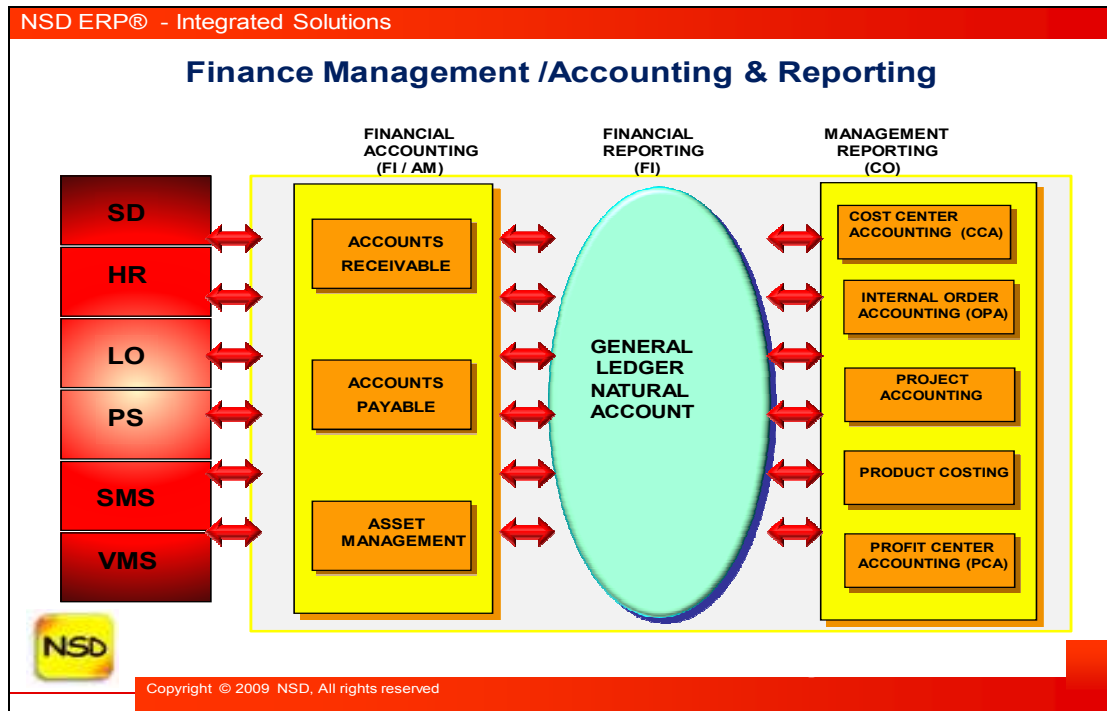 NSD ERP® - Integrated Solutions
Finance Management /Accounting & Reporting
FINANCIAL
ACCOUNTING
(FI / AM)
FINANCIAL
REPORTING
(FI)
MANAGEMENT
REPORTING
(CO)
SD
HR
LO
PS
SMS
VMS
ACCOUNTS
RECEIVABLE
ACCOUNTS
PAYABLE
ASSET
MANAGEMENT
GENERAL
LEDGER
NATURAL
ACCOUNT
COST CENTER
ACCOUNTING (CCA)
INTERNAL ORDER
ACCOUNTING (OPA)
PROJECT
ACCOUNTING
PRODUCT COSTING
PROFIT CENTER
ACCOUNTING (PCA)
NSD
Copyright © 2009 NSD, All rights reserved